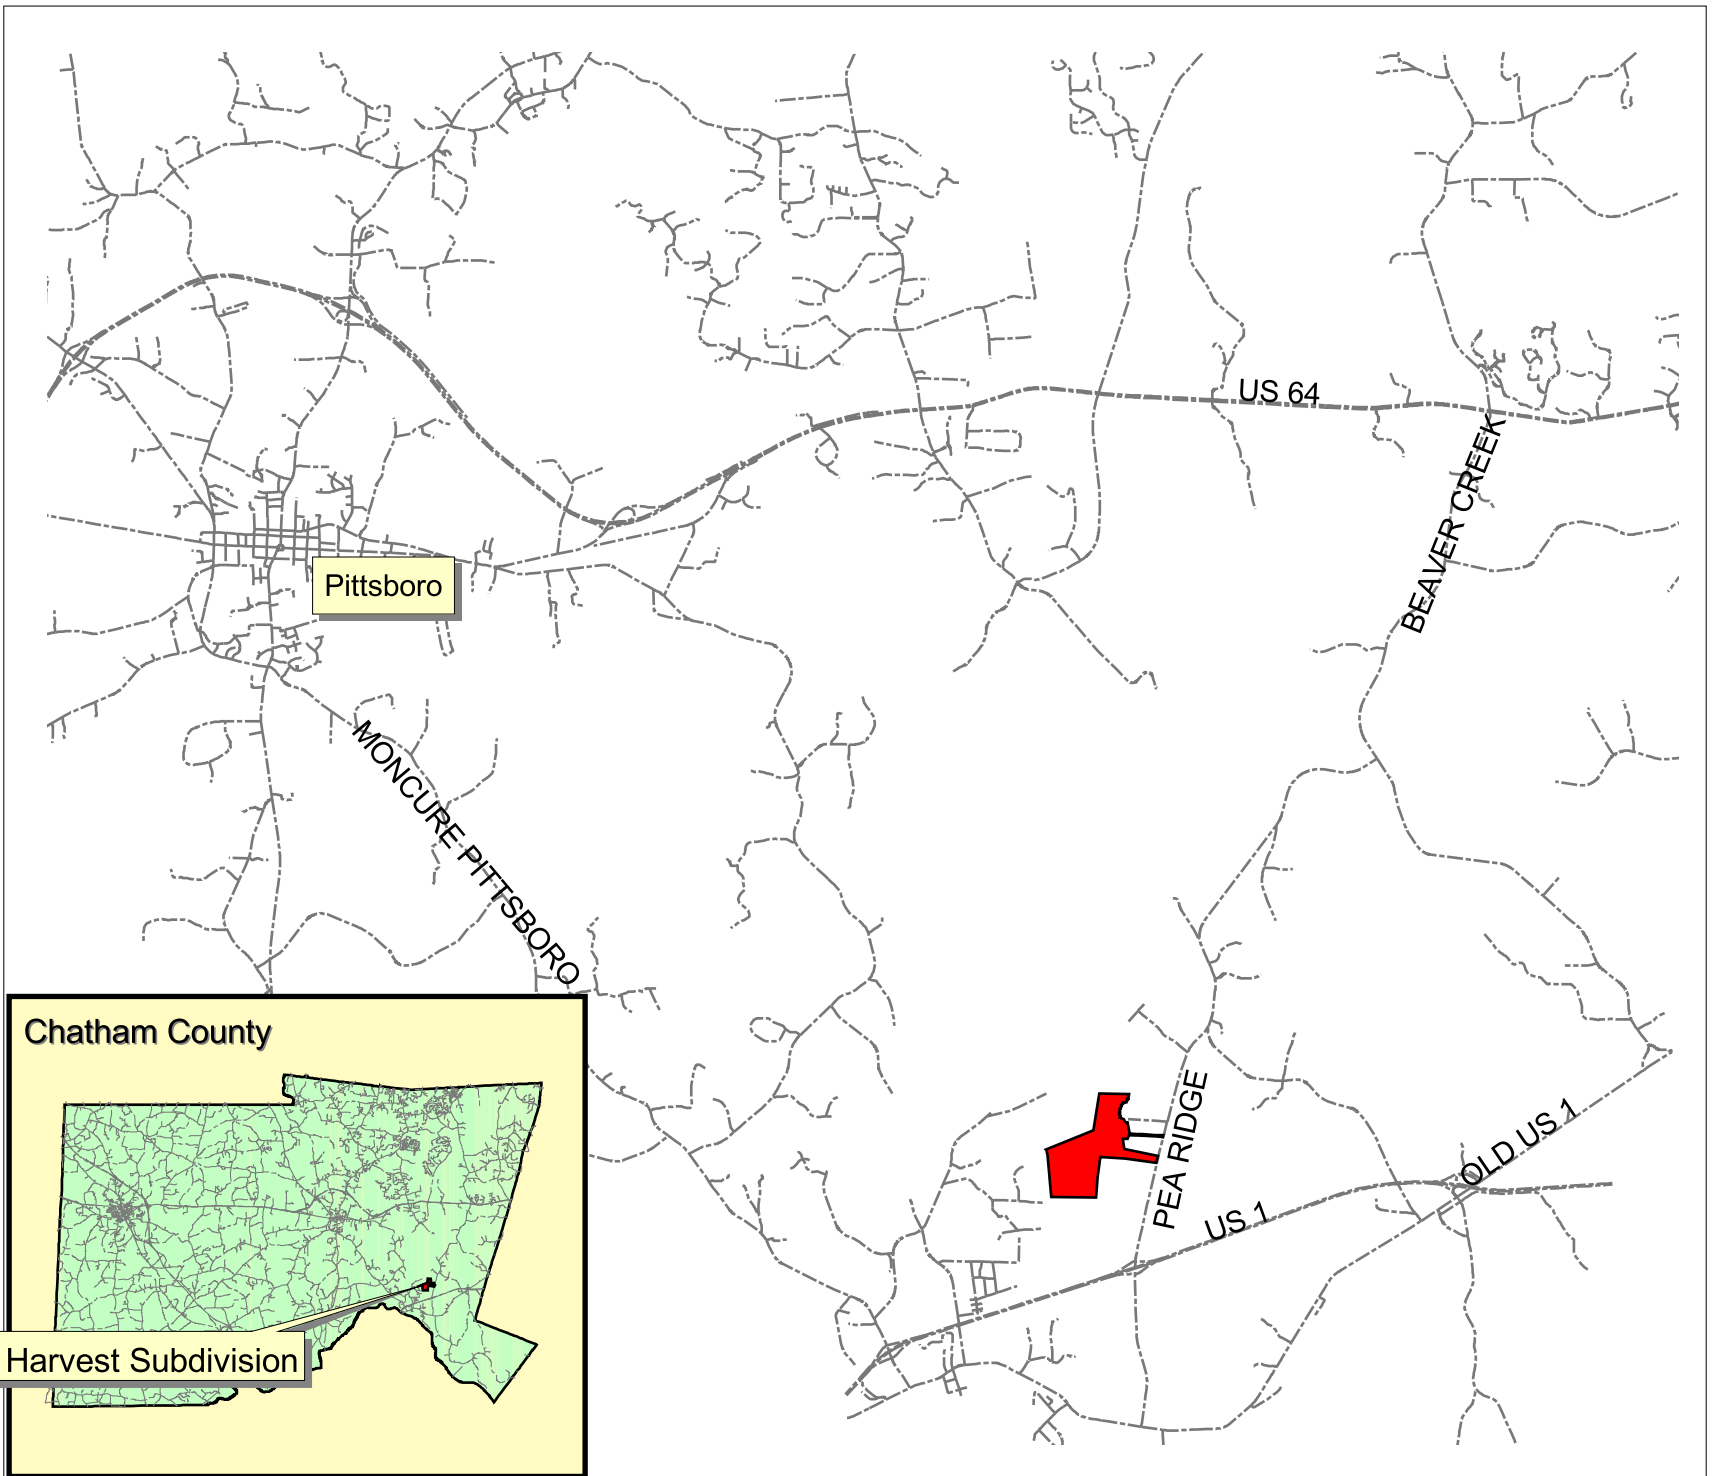 US 64
BEAVER CREEK
Pittsboro
MONCURE PITTSBORO
Chatham County
PEA RIDGE
OLD US 1
US 1
Harvest Subdivision